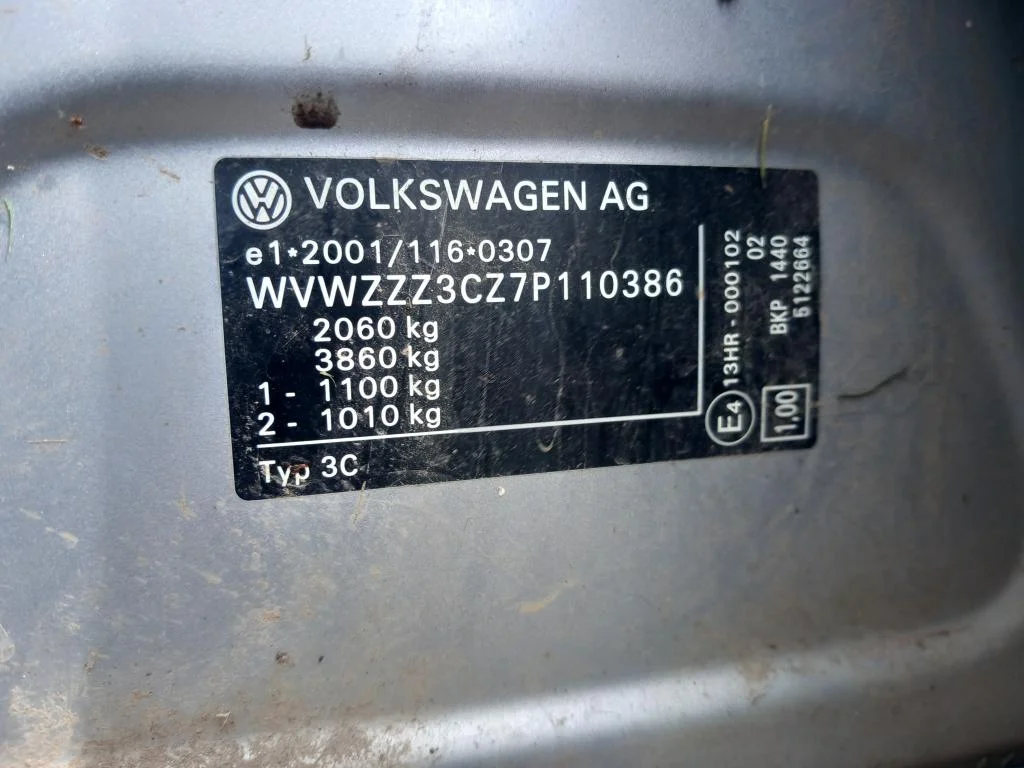 VOLKSWAGEN AG
e1*2001/116*0307
WVWZZZ3CZ7P110386
2060 kg
3860 kg
1 - 1100 kg
2 - 1010 kg
Typ 3C
E4 13HR - 000102
02
BKP 1440
5122664
1,00